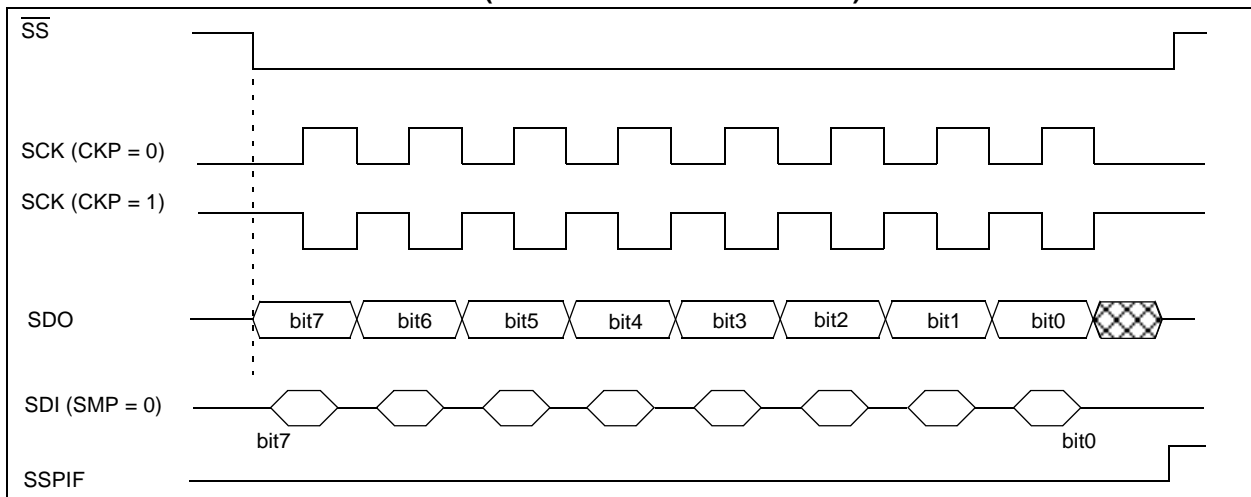 SS
SCK (CKP = 0)
SCK (CKP = 1)
SDO bit7 bit6 bit5 bit4 bit3 bit2 bit1 bit0
SDI (SMP = 0)
bit7 bit0
SSPIF